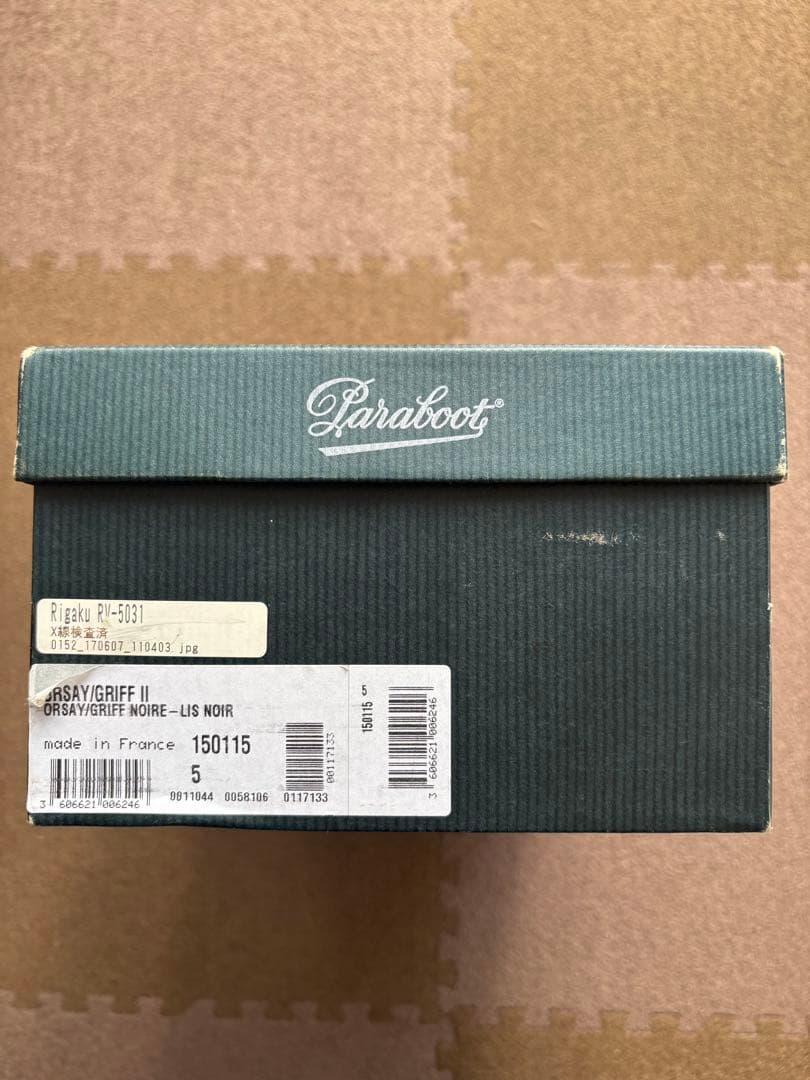 Paraboot®
Rigaku RV-5031
X線検査済
0152_170607_110403.jpg
ORSAY/GRIFF II
ORSAY/GRIFF NOIRE–LIS NOIR
made in France 150115
5
3 606621 006246
0011044 0058106 0117133
00117133
150115 5
3 606621 006246